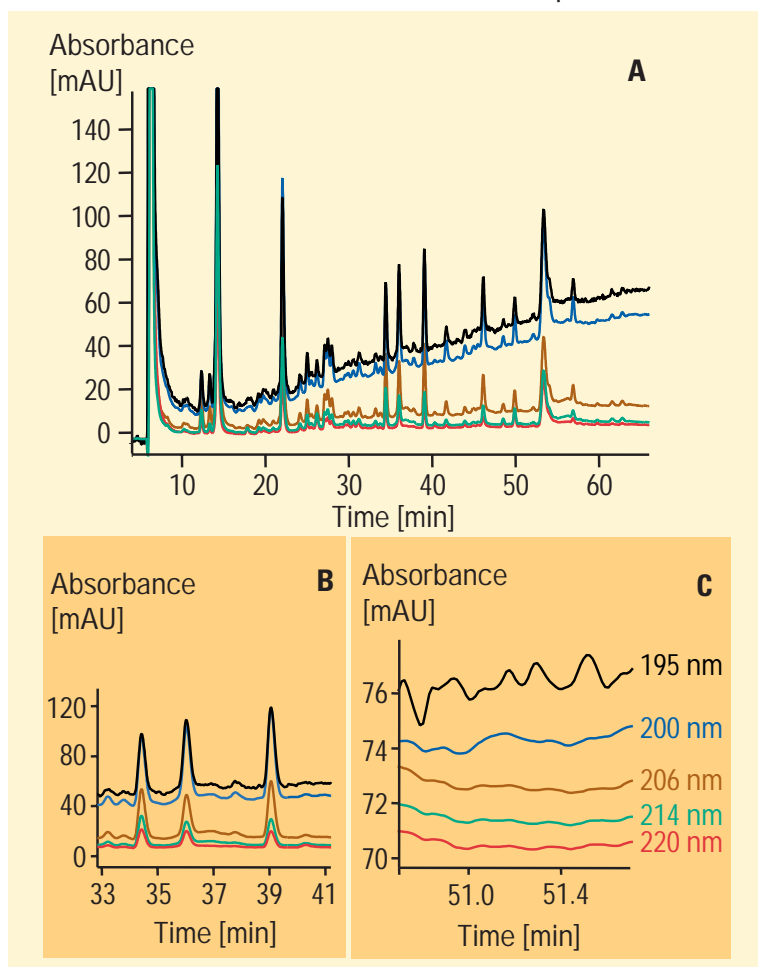 Absorbance
[mAU]
A
140
120
100
80
60
40
20
0
10 20 30 40 50 60
Time [min]
Absorbance
[mAU]
B
120
80
40
0
33 35 37 39 41
Time [min]
Absorbance
[mAU]
C
76
74
72
70
195 nm
200 nm
206 nm
214 nm
220 nm
51.0 51.4
Time [min]